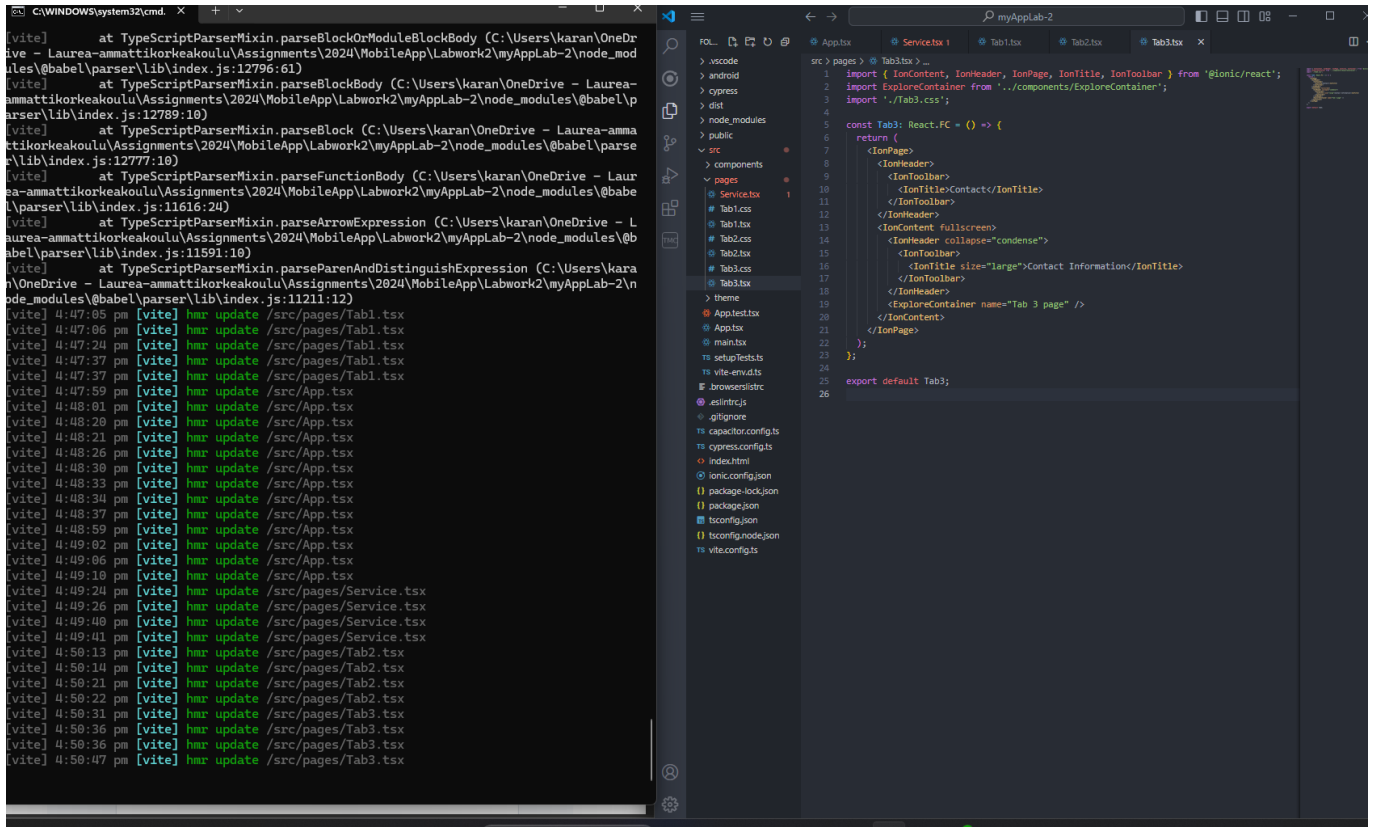 C:\WINDOWS\system32\cmd.
[vite]       at TypeScriptParserMixin.parseBlockOrModuleBlockBody (C:\Users\karan\OneDr
ive - Laurea-ammattikorkeakoulu\Assignments\2024\MobileApp\Labwork2\myAppLab-2\node_mod
ules\@babel\parser\lib\index.js:12796:61)
[vite]       at TypeScriptParserMixin.parseBlockBody (C:\Users\karan\OneDrive - Laurea-
ammattikorkeakoulu\Assignments\2024\MobileApp\Labwork2\myAppLab-2\node_modules\@babel\p
arser\lib\index.js:12789:10)
[vite]       at TypeScriptParserMixin.parseBlock (C:\Users\karan\OneDrive - Laurea-amma
ttikorkeakoulu\Assignments\2024\MobileApp\Labwork2\myAppLab-2\node_modules\@babel\parse
r\lib\index.js:12777:10)
[vite]       at TypeScriptParserMixin.parseFunctionBody (C:\Users\karan\OneDrive - Laur
ea-ammattikorkeakoulu\Assignments\2024\MobileApp\Labwork2\myAppLab-2\node_modules\@babe
l\parser\lib\index.js:11616:24)
[vite]       at TypeScriptParserMixin.parseArrowExpression (C:\Users\karan\OneDrive - L
aurea-ammattikorkeakoulu\Assignments\2024\MobileApp\Labwork2\myAppLab-2\node_modules\@b
abel\parser\lib\index.js:11591:10)
[vite]       at TypeScriptParserMixin.parseParenAndDistinguishExpression (C:\Users\kara
n\OneDrive - Laurea-ammattikorkeakoulu\Assignments\2024\MobileApp\Labwork2\myAppLab-2\n
ode_modules\@babel\parser\lib\index.js:11211:12)
[vite] 4:47:05 pm [vite] hmr update /src/pages/Tab1.tsx
[vite] 4:47:06 pm [vite] hmr update /src/pages/Tab1.tsx
[vite] 4:47:24 pm [vite] hmr update /src/pages/Tab1.tsx
[vite] 4:47:37 pm [vite] hmr update /src/pages/Tab1.tsx
[vite] 4:47:37 pm [vite] hmr update /src/pages/Tab1.tsx
[vite] 4:47:59 pm [vite] hmr update /src/App.tsx
[vite] 4:48:01 pm [vite] hmr update /src/App.tsx
[vite] 4:48:20 pm [vite] hmr update /src/App.tsx
[vite] 4:48:21 pm [vite] hmr update /src/App.tsx
[vite] 4:48:26 pm [vite] hmr update /src/App.tsx
[vite] 4:48:30 pm [vite] hmr update /src/App.tsx
[vite] 4:48:33 pm [vite] hmr update /src/App.tsx
[vite] 4:48:34 pm [vite] hmr update /src/App.tsx
[vite] 4:48:37 pm [vite] hmr update /src/App.tsx
[vite] 4:48:59 pm [vite] hmr update /src/App.tsx
[vite] 4:49:02 pm [vite] hmr update /src/App.tsx
[vite] 4:49:06 pm [vite] hmr update /src/App.tsx
[vite] 4:49:10 pm [vite] hmr update /src/App.tsx
[vite] 4:49:24 pm [vite] hmr update /src/pages/Service.tsx
[vite] 4:49:26 pm [vite] hmr update /src/pages/Service.tsx
[vite] 4:49:40 pm [vite] hmr update /src/pages/Service.tsx
[vite] 4:49:41 pm [vite] hmr update /src/pages/Service.tsx
[vite] 4:50:13 pm [vite] hmr update /src/pages/Tab2.tsx
[vite] 4:50:14 pm [vite] hmr update /src/pages/Tab2.tsx
[vite] 4:50:21 pm [vite] hmr update /src/pages/Tab2.tsx
[vite] 4:50:22 pm [vite] hmr update /src/pages/Tab2.tsx
[vite] 4:50:31 pm [vite] hmr update /src/pages/Tab3.tsx
[vite] 4:50:36 pm [vite] hmr update /src/pages/Tab3.tsx
[vite] 4:50:36 pm [vite] hmr update /src/pages/Tab3.tsx
[vite] 4:50:47 pm [vite] hmr update /src/pages/Tab3.tsx
myAppLab-2
TMC
FOL...
.vscode
android
cypress
dist
node_modules
public
src
components
pages
Service.tsx 1
# Tab1.css
Tab1.tsx
# Tab2.css
Tab2.tsx
# Tab3.css
Tab3.tsx
theme
App.test.tsx
App.tsx
main.tsx
TS setupTests.ts
TS vite-env.d.ts
.browserslistrc
.eslintrc.js
.gitignore
TS capacitor.config.ts
TS cypress.config.ts
<> index.html
ionic.config.json
{} package-lock.json
{} package.json
tsconfig.json
{} tsconfig.node.json
TS vite.config.ts
App.tsx Service.tsx 1 Tab1.tsx Tab2.tsx Tab3.tsx
src > pages > Tab3.tsx > ...
1 import { IonContent, IonHeader, IonPage, IonTitle, IonToolbar } from '@ionic/react';
2 import ExploreContainer from '../components/ExploreContainer';
3 import './Tab3.css';
4
5 const Tab3: React.FC = () => {
6   return (
7     <IonPage>
8       <IonHeader>
9         <IonToolbar>
10           <IonTitle>Contact</IonTitle>
11         </IonToolbar>
12       </IonHeader>
13       <IonContent fullscreen>
14         <IonHeader collapse="condense">
15           <IonToolbar>
16             <IonTitle size="large">Contact Information</IonTitle>
17           </IonToolbar>
18         </IonHeader>
19         <ExploreContainer name="Tab 3 page" />
20       </IonContent>
21     </IonPage>
22   );
23 };
24
25 export default Tab3;
26